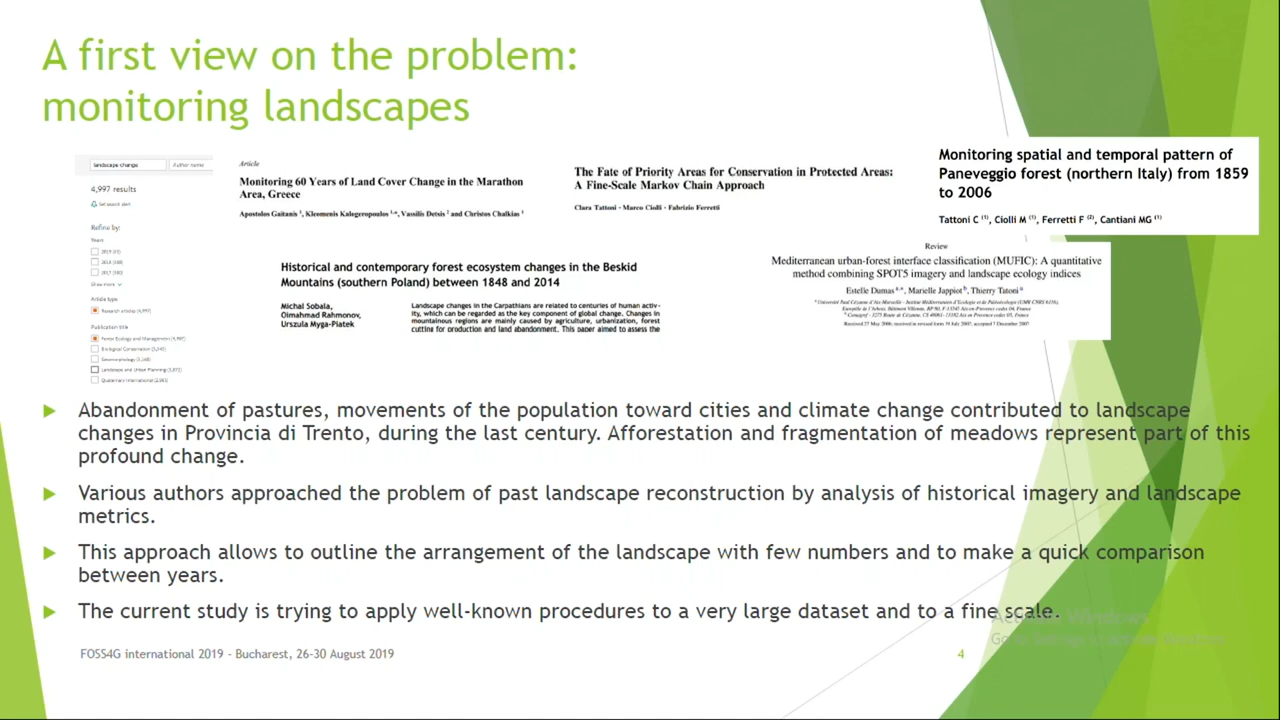 A first view on the problem:
monitoring landscapes
landscape change
Author name
4,997 results
Set search alert
Refine by:
Years
Show more
Article type
Research articles (4,997)
Publication title
Forest Ecology and Management (4,997)
Landscape and Urban Planning
Quaternary International
Article
Monitoring 60 Years of Land Cover Change in the Marathon
Area, Greece
Apostolos Gaitanis 1, Kleomenis Kalogeropoulos 1,*, Vassilis Detsis 2 and Christos Chalkias 1
The Fate of Priority Areas for Conservation in Protected Areas:
A Fine-Scale Markov Chain Approach
Clara Tattoni · Marco Ciolli · Fabrizio Ferretti
Monitoring spatial and temporal pattern of
Paneveggio forest (northern Italy) from 1859
to 2006
Tattoni C (1), Ciolli M (1), Ferretti F (2), Cantiani MG (1)
Historical and contemporary forest ecosystem changes in the Beskid
Mountains (southern Poland) between 1848 and 2014
Michał Sobala,
Oimahmad Rahmonov,
Urszula Myga-Piatek
Landscape changes in the Carpathians are related to centuries of human activ-
ity, which can be regarded as the key component of global change. Changes in
mountainous regions are mainly caused by agriculture, urbanization, forest
cutting for production and land abandonment. This paper aimed to assess the
Review
Mediterranean urban-forest interface classification (MUFIC): A quantitative
method combining SPOT5 imagery and landscape ecology indices
Estelle Dumas a,*, Marielle Jappiot b, Thierry Tatoni a
Abandonment of pastures, movements of the population toward cities and climate change contributed to landscape
changes in Provincia di Trento, during the last century. Afforestation and fragmentation of meadows represent part of this
profound change.
Various authors approached the problem of past landscape reconstruction by analysis of historical imagery and landscape
metrics.
This approach allows to outline the arrangement of the landscape with few numbers and to make a quick comparison
between years.
The current study is trying to apply well-known procedures to a very large dataset and to a fine scale.
Activate Windows
FOSS4G international 2019 - Bucharest, 26-30 August 2019
4